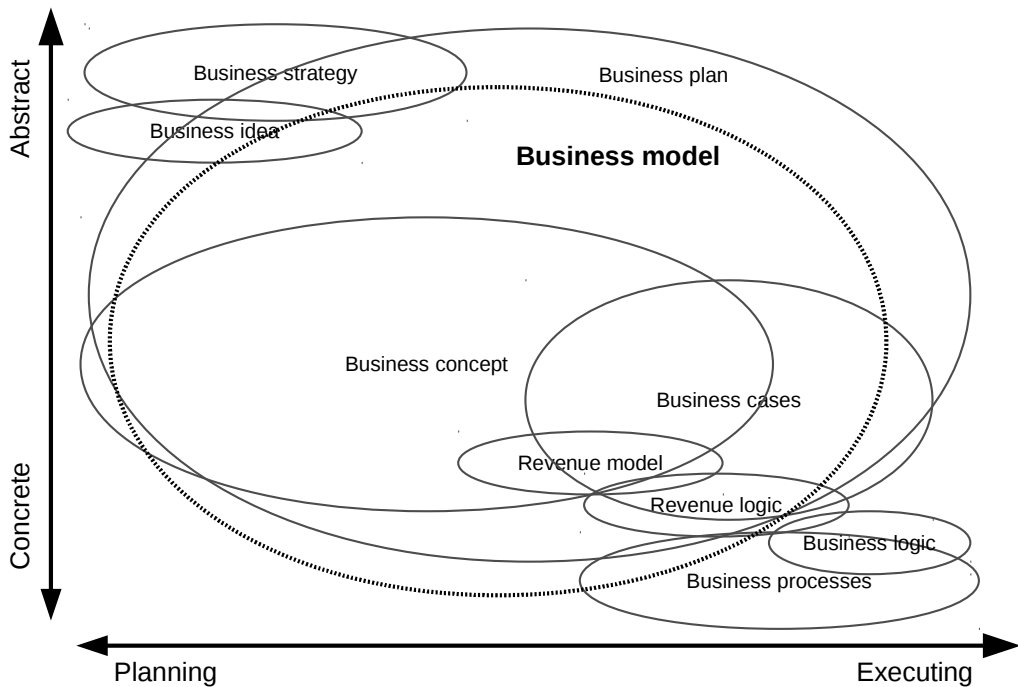 Abstract
Concrete
Business strategy
Business plan
Business idea
Business model
Business concept
Business cases
Revenue model
Revenue logic
Business logic
Business processes
Planning
Executing